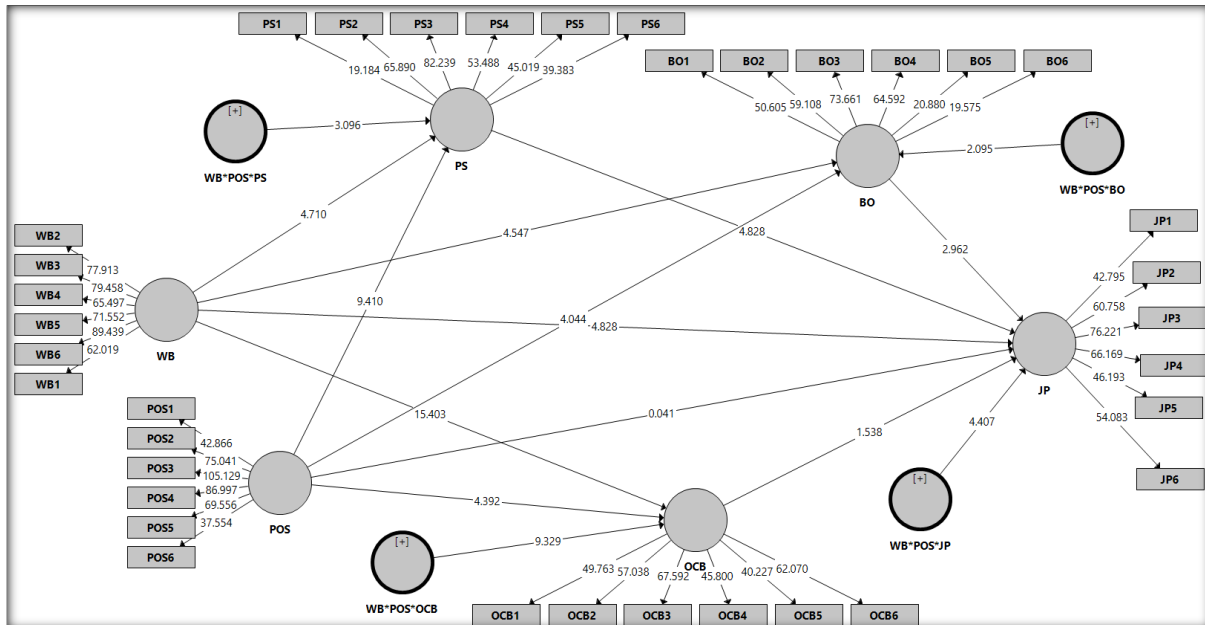 PS1 PS2 PS3 PS4 PS5 PS6
19.184 65.890 82.239 53.488 45.019 39.383
BO1 BO2 BO3 BO4 BO5 BO6
50.605 59.108 73.661 64.592 20.880 19.575
[+]
3.096
WB*POS*PS
PS
[+]
2.095
WB*POS*BO
BO
4.710
4.547
4.828
2.962
9.410
4.044
4.828
WB2
WB3
WB4
WB5
WB6
WB1
77.913
79.458
65.497
71.552
89.439
62.019
WB
JP1
JP2
JP3
JP4
JP5
JP6
42.795
60.758
76.221
66.169
46.193
54.083
JP
15.403
0.041
1.538
4.407
POS1
POS2
POS3
POS4
POS5
POS6
42.866
75.041
105.129
86.997
69.556
37.554
POS
4.392
[+]
WB*POS*JP
[+]
9.329
WB*POS*OCB
OCB
49.763 57.038 67.592 45.800 40.227 62.070
OCB1 OCB2 OCB3 OCB4 OCB5 OCB6